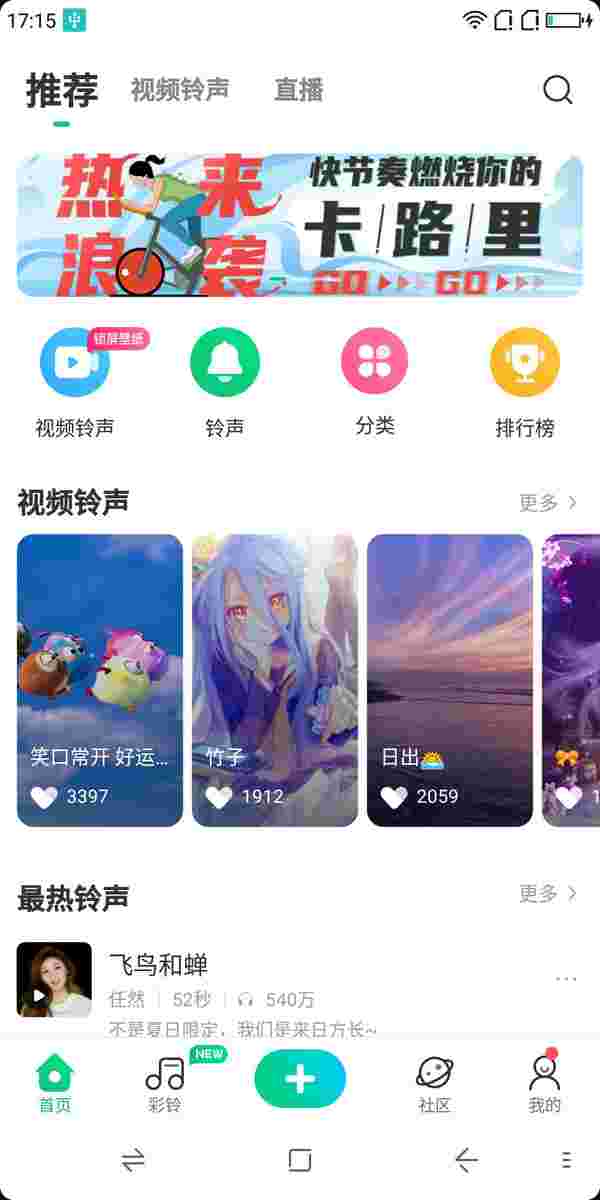 17:15
推荐 视频铃声 直播
热浪来袭
快节奏燃烧你的
卡路里
GO GO
锁屏壁纸
视频铃声 铃声 分类 排行榜
视频铃声 更多
笑口常开 好运... 竹子 日出
3397 1912 2059 1
最热铃声 更多
飞鸟和蝉
任然 52秒 540万
不是夏日限定，我们是来日方长~
NEW
首页 彩铃 社区 我的